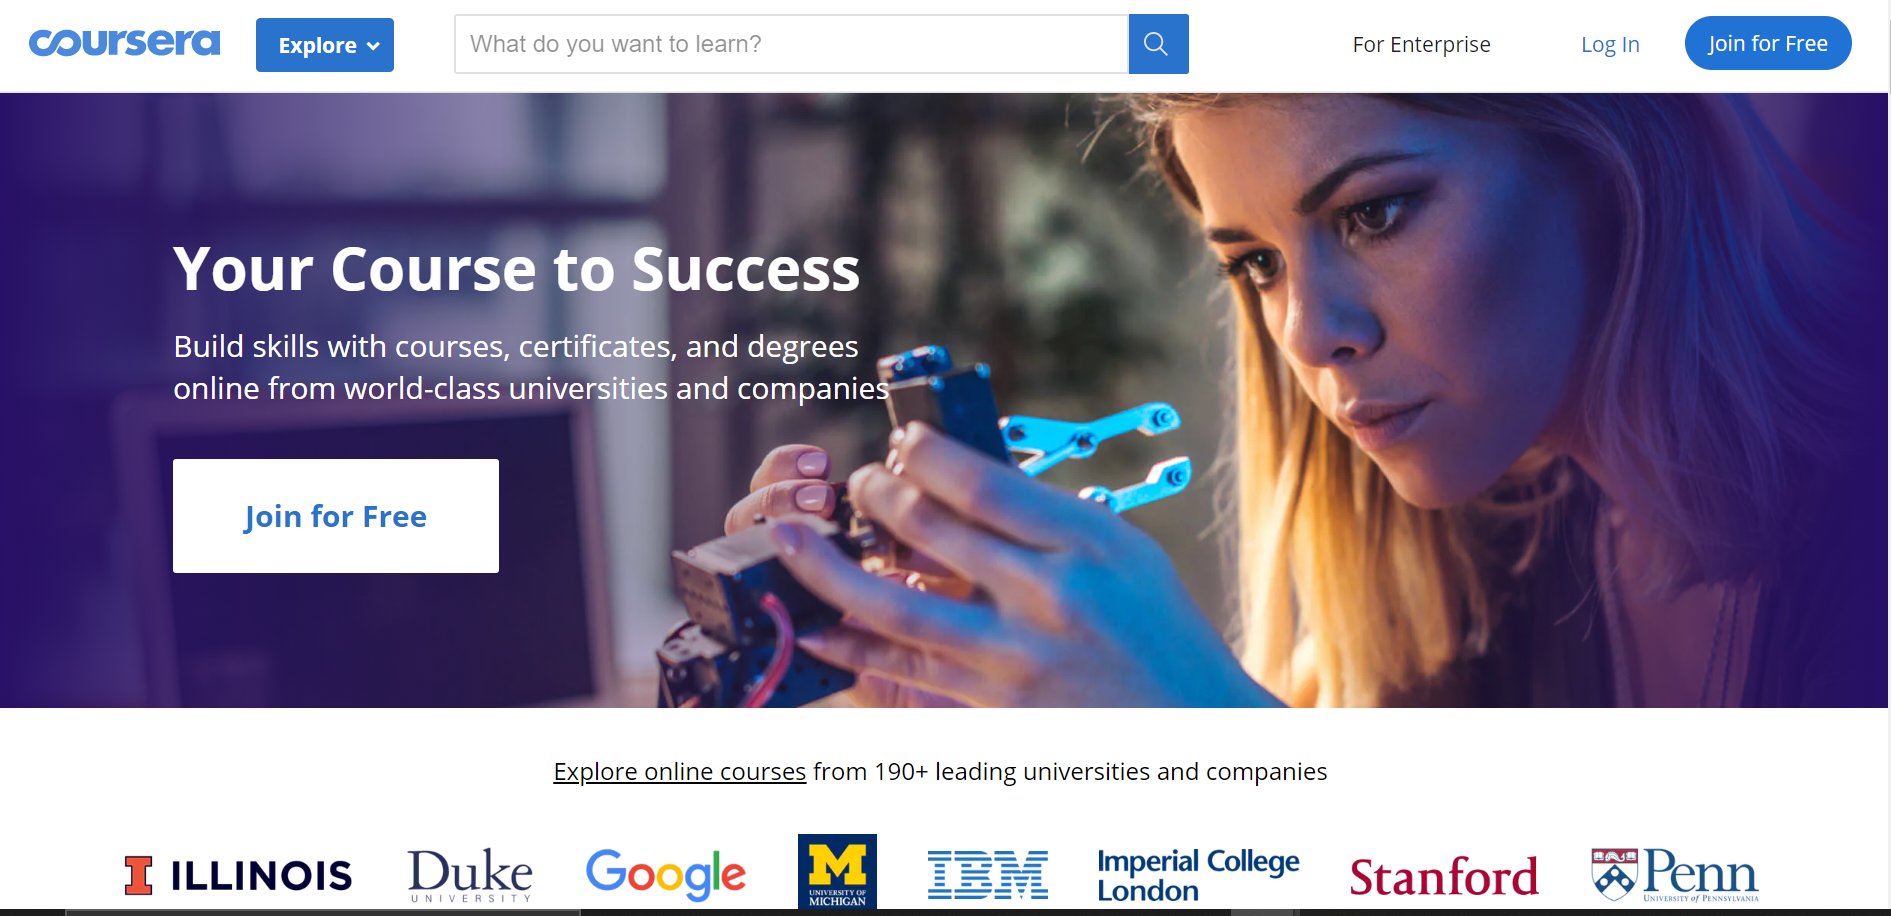 coursera
Explore
What do you want to learn?
For Enterprise
Log In
Join for Free
Your Course to Success
Build skills with courses, certificates, and degrees
online from world-class universities and companies
Join for Free
Explore online courses from 190+ leading universities and companies
I ILLINOIS
Duke
UNIVERSITY
Google
M
UNIVERSITY OF
MICHIGAN
IBM
Imperial College
London
Stanford
Penn
UNIVERSITY of PENNSYLVANIA